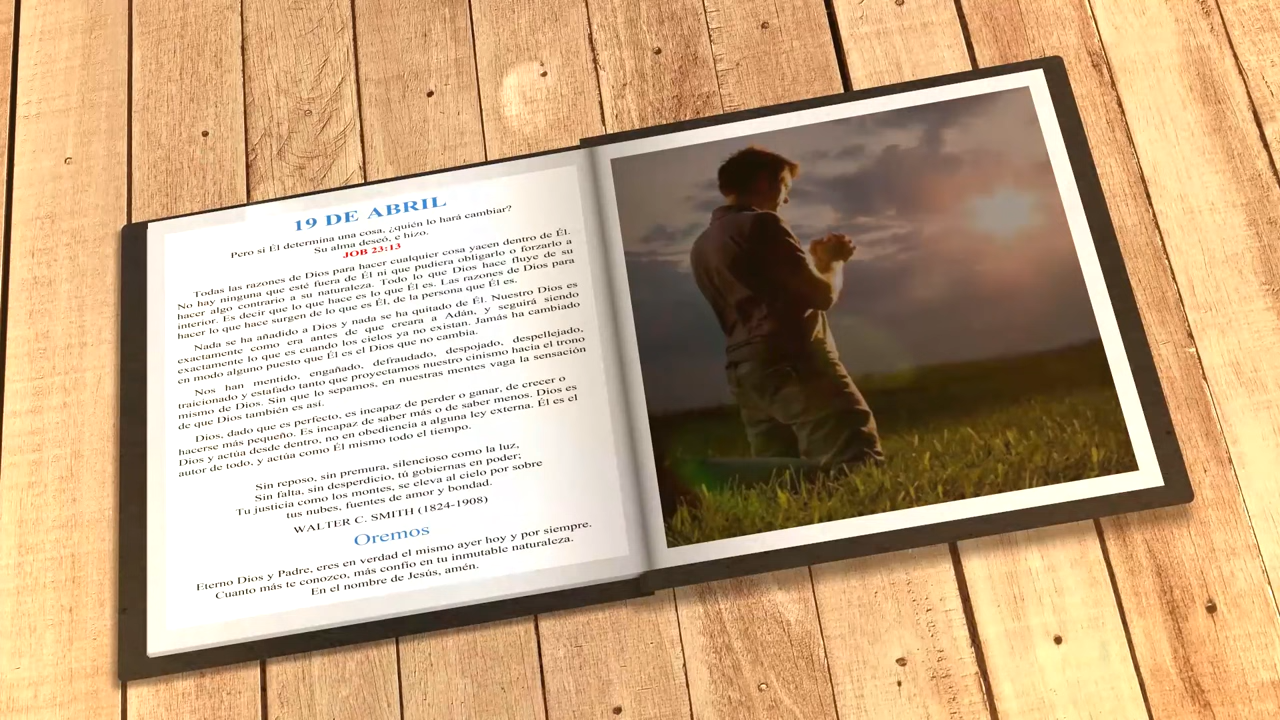 19 DE ABRIL
Pero si Él determina una cosa, ¿quién lo hará cambiar?
Su alma deseó, e hizo.
JOB 23:13
Todas las razones de Dios para hacer cualquier cosa yacen dentro de Él.
No hay ninguna que esté fuera de Él ni que pudiera obligarlo o forzarlo a
hacer algo contrario a su naturaleza. Todo lo que Dios hace fluye de su
interior. Es decir que lo que hace es lo que Él es. Las razones de Dios para
hacer lo que hace surgen de lo que es Él, de la persona que Él es.
Nada se ha añadido a Dios y nada se ha quitado de Él. Nuestro Dios es
exactamente como era antes de que creara a Adán, y seguirá siendo
exactamente lo que es cuando los cielos ya no existan. Jamás ha cambiado
en modo alguno puesto que Él es el Dios que no cambia.
Nos han mentido, engañado, defraudado, despojado, despellejado,
traicionado y estafado tanto que proyectamos nuestro cinismo hacia el trono
mismo de Dios. Sin que lo sepamos, en nuestras mentes vaga la sensación
de que Dios también es así.
Dios, dado que es perfecto, es incapaz de perder o ganar, de crecer o
hacerse más pequeño. Es incapaz de saber más o de saber menos. Dios es
Dios y actúa desde dentro, no en obediencia a alguna ley externa. Él es el
autor de todo, y actúa como Él mismo todo el tiempo.
Sin reposo, sin premura, silencioso como la luz,
Sin falta, sin desperdicio, tú gobiernas en poder;
Tu justicia como los montes, se eleva al cielo por sobre
tus nubes, fuentes de amor y bondad.
WALTER C. SMITH (1824-1908)
Oremos
Eterno Dios y Padre, eres en verdad el mismo ayer hoy y por siempre.
Cuanto más te conozco, más confío en tu inmutable naturaleza.
En el nombre de Jesús, amén.